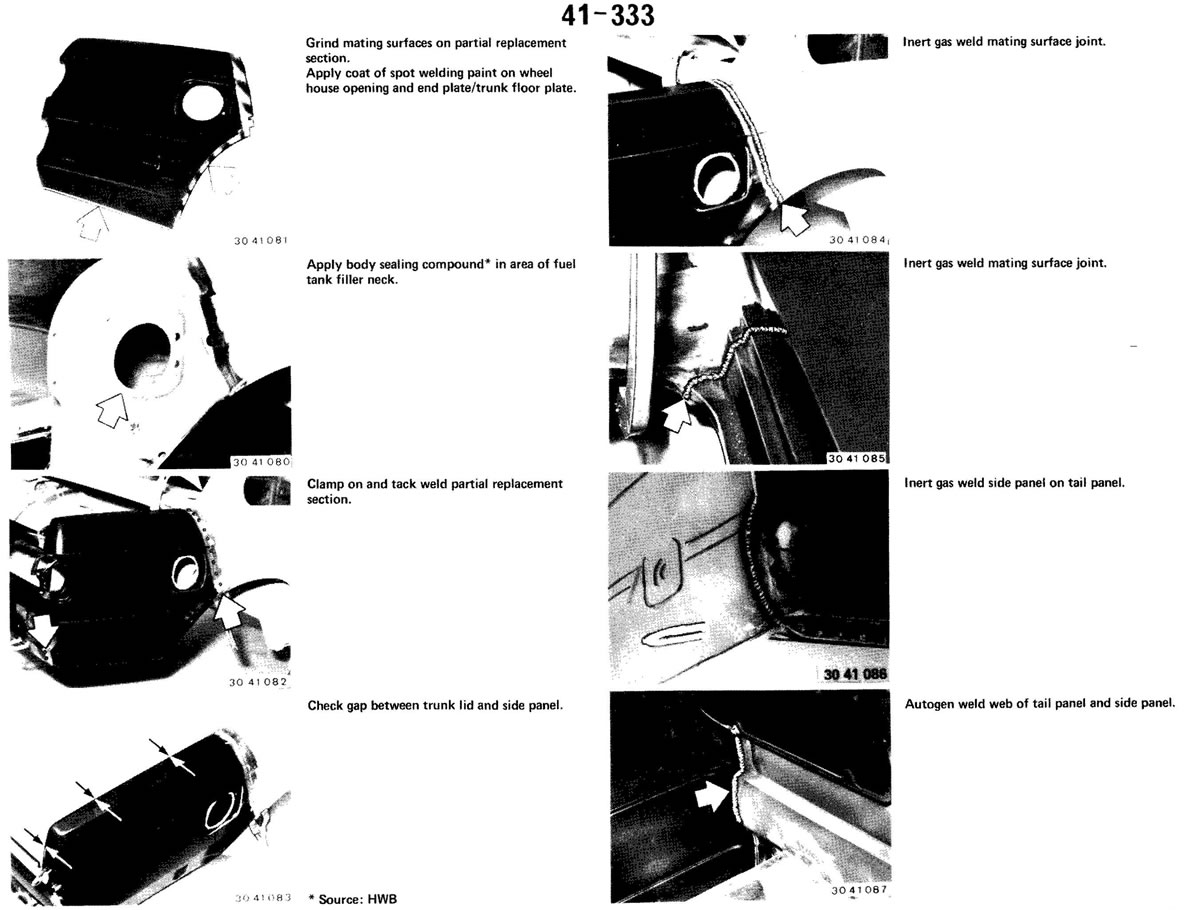 41-333
Grind mating surfaces on partial replacement
section.
Apply coat of spot welding paint on wheel
house opening and end plate/trunk floor plate.
30 41 081
Apply body sealing compound* in area of fuel
tank filler neck.
30 41 080
Clamp on and tack weld partial replacement
section.
30 41 082
Check gap between trunk lid and side panel.
30 41 083
* Source: HWB
Inert gas weld mating surface joint.
30 41 084
Inert gas weld mating surface joint.
30 41 085
Inert gas weld side panel on tail panel.
30 41 086
Autogen weld web of tail panel and side panel.
30 41 087